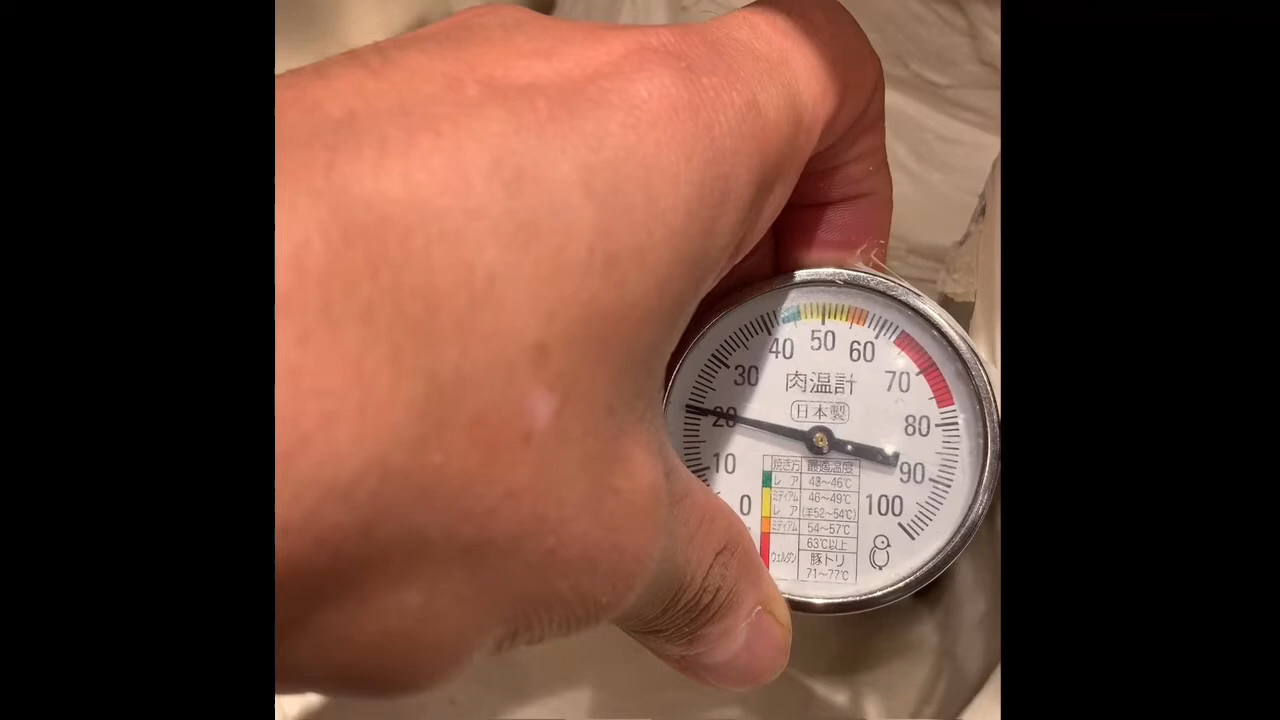 40 50 60
30 70
肉温計
日本製
20 80
10 90
0 100
焼き方 最適温度
レア 43〜46℃
ミディアムレア 46〜49℃
(羊52〜54℃)
ミディアム 54〜57℃
63℃以上
ウェルダン 豚トリ
71〜77℃